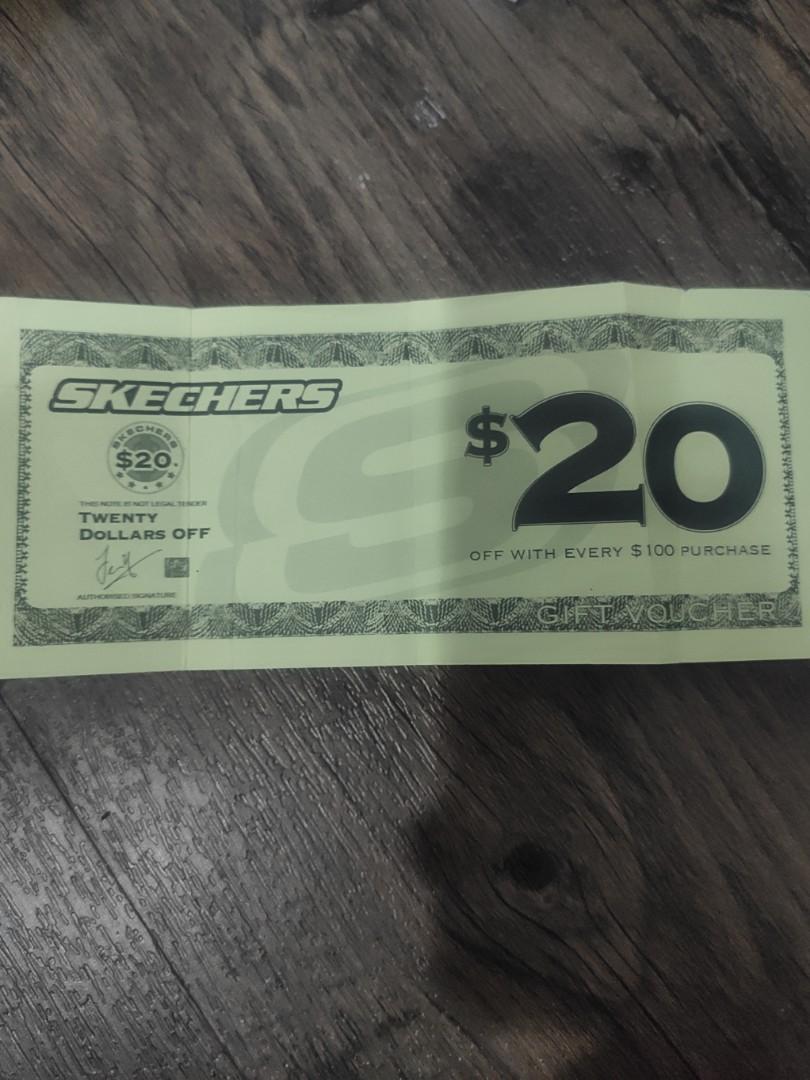 SKECHERS
SKECHERS
$20
THIS NOTE IS NOT LEGAL TENDER
TWENTY
DOLLARS OFF
AUTHORISED SIGNATURE
$20
OFF WITH EVERY $100 PURCHASE
GIFT VOUCHER